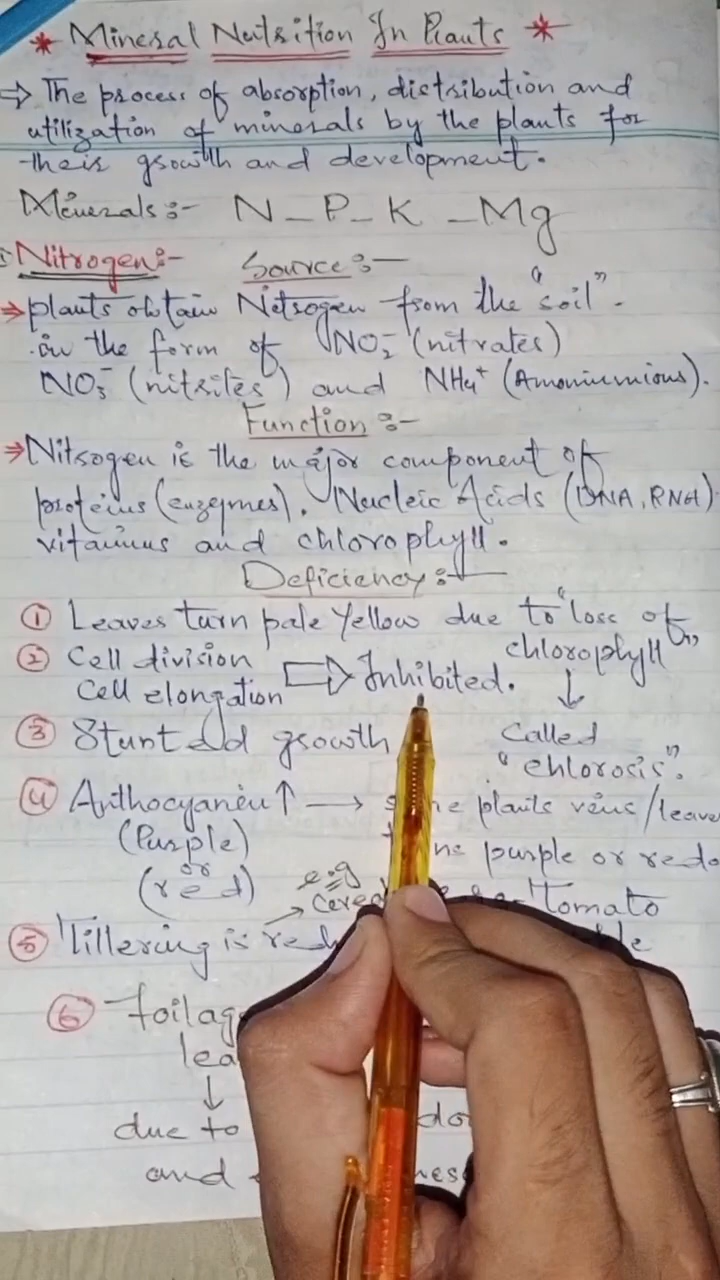 * Mineral Nutrition In Plants *
⇒ The process of absorption, distribution and
utilization of minerals by the plants for
their growth and development.
Minerals:- N - P - K - Mg
Nitrogen:- Source:-
⇒ plants obtain Nitrogen from the "soil".
in the form of NO2⁻ (nitrates)
NO3⁻ (nitrites) and NH4⁺ (Amoniumions).
Function:-
⇒ Nitrogen is the major component of
proteins (enzymes), Nucleic Acids (DNA, RNA)
vitamins and chlorophyll.
Deficiency:-
① Leaves turn pale Yellow due to "loss of
chlorophyll"
② Cell division
Cell elongation ⇒ Inhibited.
↓
③ Stunted growth
Called
"chlorosis".
④ Anthocyanin ↑ → plants veins/leave
(Purple) purple or red
or
(red)
e.g
Tomato
⑤ Tillering is
⑥
↓
due to
and